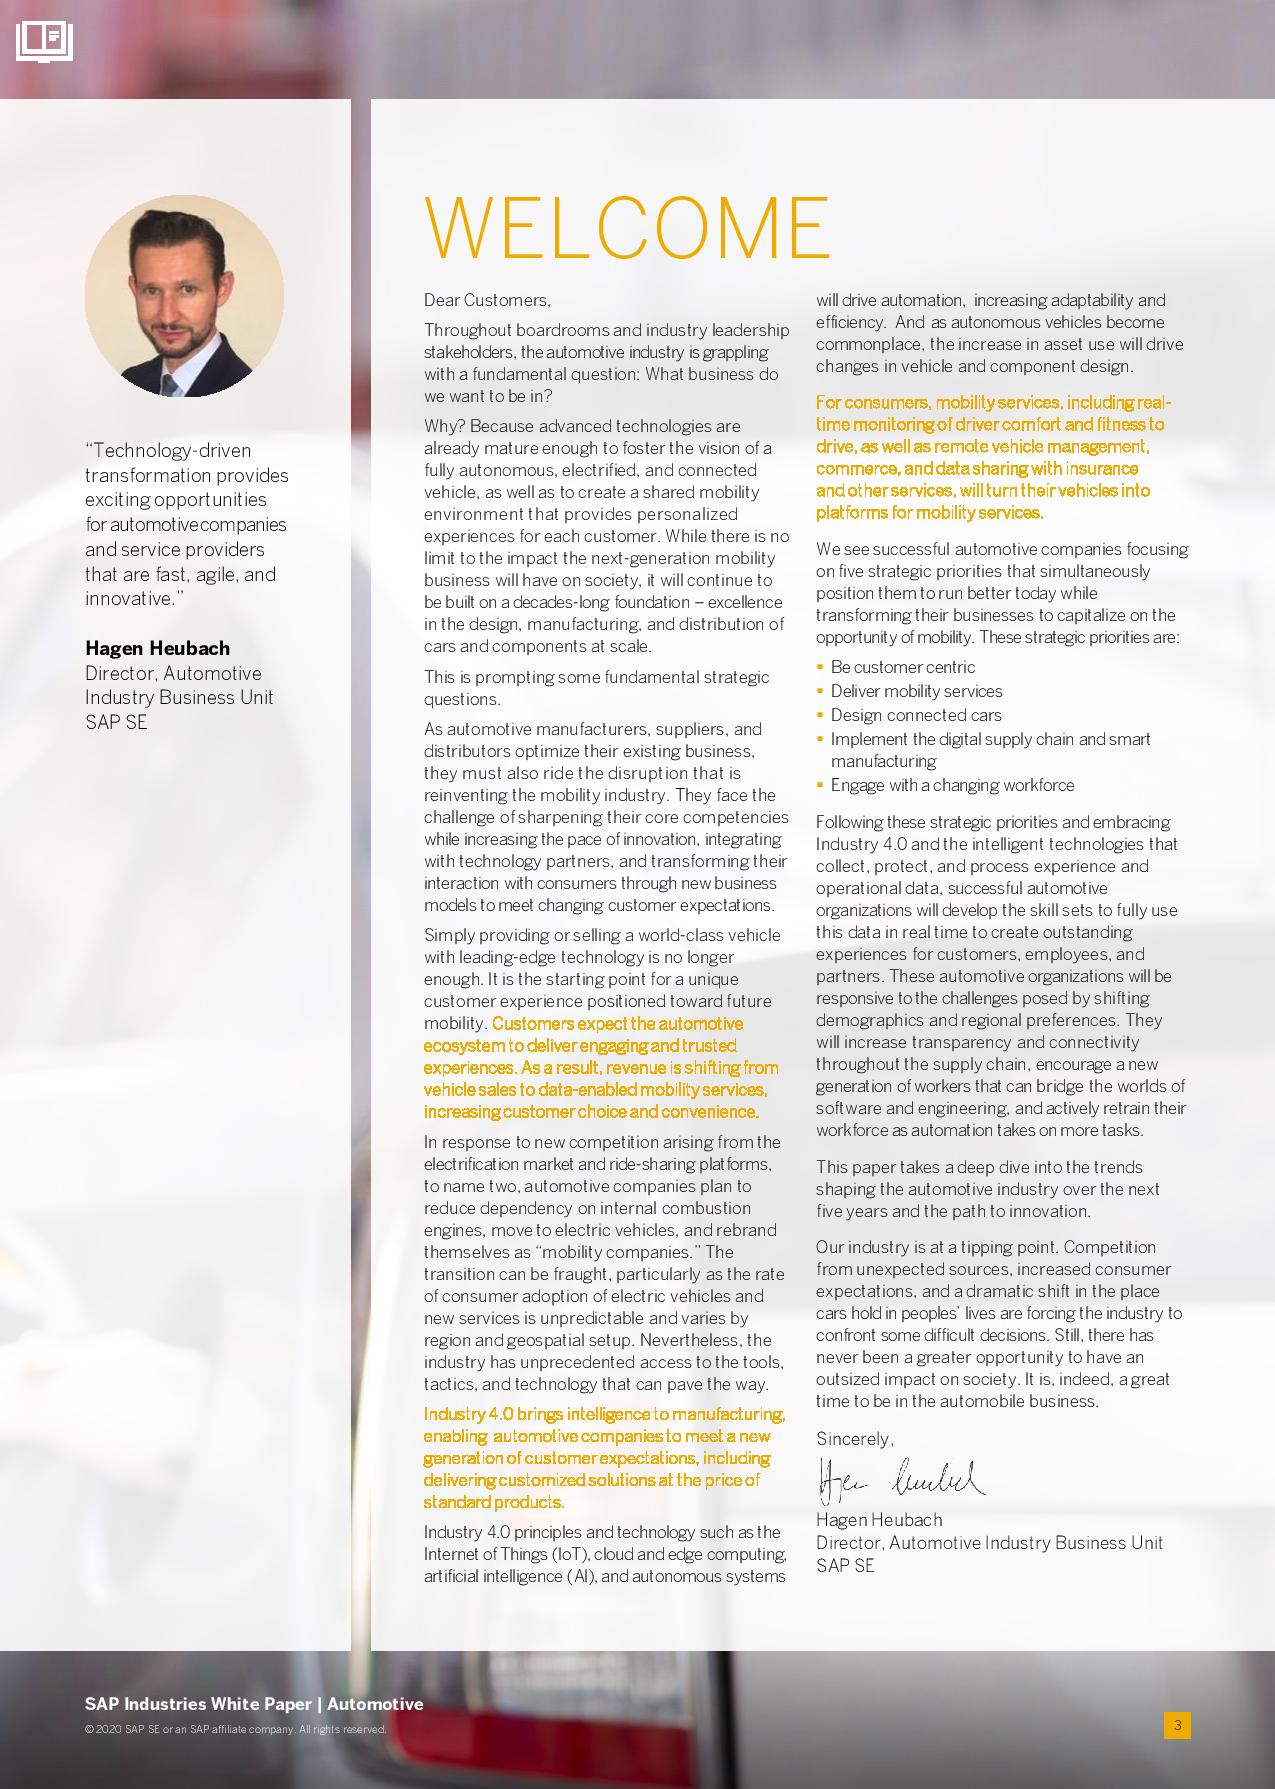 “Technology-driven
transformation provides
exciting opportunities
for automotive companies
and service providers
that are fast, agile, and
innovative.”
Hagen Heubach
Director, Automotive
Industry Business Unit
SAP SE
WELCOME
Dear Customers,
Throughout boardrooms and industry leadership
stakeholders, the automotive industry is grappling
with a fundamental question: What business do
we want to be in?
Why? Because advanced technologies are
already mature enough to foster the vision of a
fully autonomous, electrified, and connected
vehicle, as well as to create a shared mobility
environment that provides personalized
experiences for each customer. While there is no
limit to the impact the next-generation mobility
business will have on society, it will continue to
be built on a decades-long foundation – excellence
in the design, manufacturing, and distribution of
cars and components at scale.
This is prompting some fundamental strategic
questions.
As automotive manufacturers, suppliers, and
distributors optimize their existing business,
they must also ride the disruption that is
reinventing the mobility industry. They face the
challenge of sharpening their core competencies
while increasing the pace of innovation, integrating
with technology partners, and transforming their
interaction with consumers through new business
models to meet changing customer expectations.
Simply providing or selling a world-class vehicle
with leading-edge technology is no longer
enough. It is the starting point for a unique
customer experience positioned toward future
mobility. Customers expect the automotive
ecosystem to deliver engaging and trusted
experiences. As a result, revenue is shifting from
vehicle sales to data-enabled mobility services,
increasing customer choice and convenience.
In response to new competition arising from the
electrification market and ride-sharing platforms,
to name two, automotive companies plan to
reduce dependency on internal combustion
engines, move to electric vehicles, and rebrand
themselves as “mobility companies.” The
transition can be fraught, particularly as the rate
of consumer adoption of electric vehicles and
new services is unpredictable and varies by
region and geospatial setup. Nevertheless, the
industry has unprecedented access to the tools,
tactics, and technology that can pave the way.
Industry 4.0 brings intelligence to manufacturing,
enabling automotive companies to meet a new
generation of customer expectations, including
delivering customized solutions at the price of
standard products.
Industry 4.0 principles and technology such as the
Internet of Things (IoT), cloud and edge computing,
artificial intelligence (AI), and autonomous systems
will drive automation, increasing adaptability and
efficiency. And as autonomous vehicles become
commonplace, the increase in asset use will drive
changes in vehicle and component design.
For consumers, mobility services, including real-
time monitoring of driver comfort and fitness to
drive, as well as remote vehicle management,
commerce, and data sharing with insurance
and other services, will turn their vehicles into
platforms for mobility services.
We see successful automotive companies focusing
on five strategic priorities that simultaneously
position them to run better today while
transforming their businesses to capitalize on the
opportunity of mobility. These strategic priorities are:
▪ Be customer centric
▪ Deliver mobility services
▪ Design connected cars
▪ Implement the digital supply chain and smart
manufacturing
▪ Engage with a changing workforce
Following these strategic priorities and embracing
Industry 4.0 and the intelligent technologies that
collect, protect, and process experience and
operational data, successful automotive
organizations will develop the skill sets to fully use
this data in real time to create outstanding
experiences for customers, employees, and
partners. These automotive organizations will be
responsive to the challenges posed by shifting
demographics and regional preferences. They
will increase transparency and connectivity
throughout the supply chain, encourage a new
generation of workers that can bridge the worlds of
software and engineering, and actively retrain their
workforce as automation takes on more tasks.
This paper takes a deep dive into the trends
shaping the automotive industry over the next
five years and the path to innovation.
Our industry is at a tipping point. Competition
from unexpected sources, increased consumer
expectations, and a dramatic shift in the place
cars hold in peoples’ lives are forcing the industry to
confront some difficult decisions. Still, there has
never been a greater opportunity to have an
outsized impact on society. It is, indeed, a great
time to be in the automobile business.
Sincerely,
Hagen Heubach
Director, Automotive Industry Business Unit
SAP SE
SAP Industries White Paper | Automotive
© 2020 SAP SE or an SAP affiliate company. All rights reserved.
3